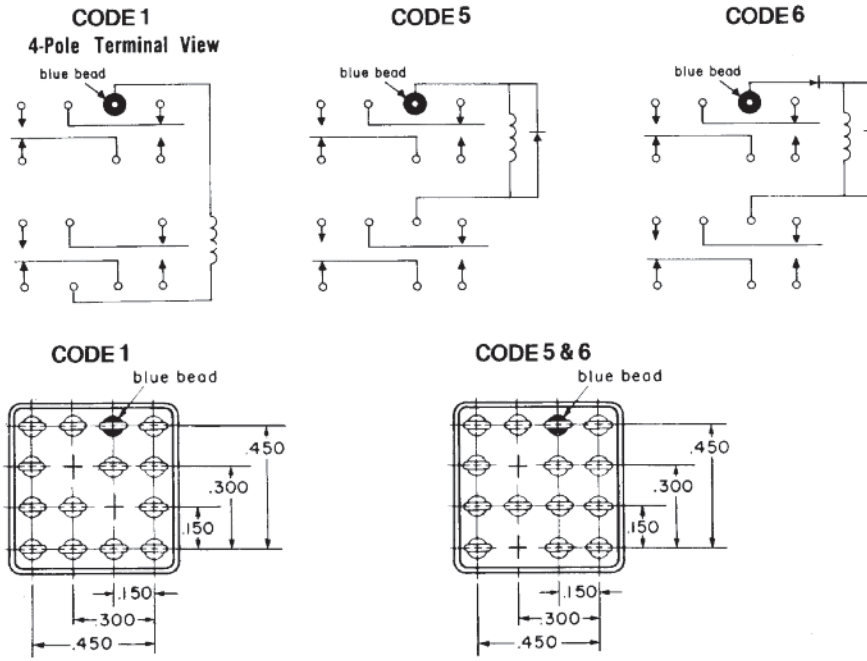 CODE 1
4-Pole Terminal View
blue bead
CODE 5
blue bead
CODE 6
blue bead
CODE 1
blue bead
.450
.300
.150
.150
.300
.450
CODE 5 & 6
blue bead
.450
.300
.150
.150
.300
.450